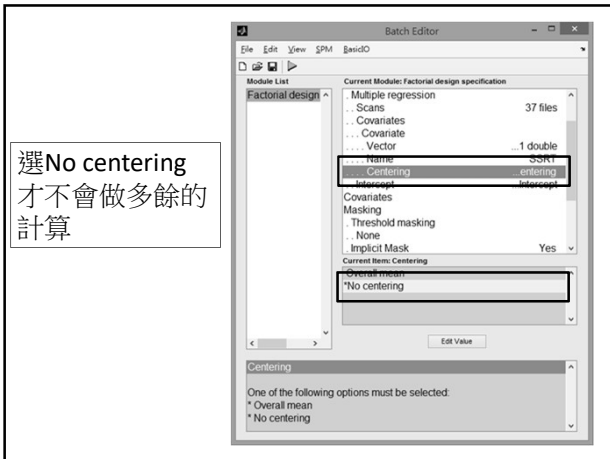 選No centering
才不會做多餘的
計算
Batch Editor
File Edit View SPM BasicIO
Module List
Factorial design
Current Module: Factorial design specification
. Multiple regression
. . Scans 37 files
. . Covariates
. . . Covariate
. . . . Vector ...1 double
. . . . Name SSRT
. . . . Centering ...entering
. . Intercept ...Intercept
Covariates
Masking
. Threshold masking
. . None
. Implicit Mask Yes
Current Item: Centering
Overall mean
*No centering
Edit Value
Centering
One of the following options must be selected:
* Overall mean
* No centering